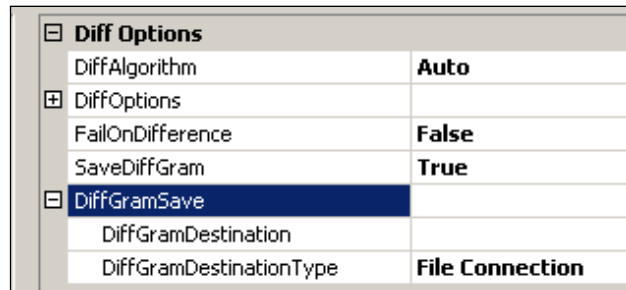 Diff Options
DiffAlgorithm Auto
DiffOptions
FailOnDifference False
SaveDiffGram True
DiffGramSave
DiffGramDestination
DiffGramDestinationType File Connection